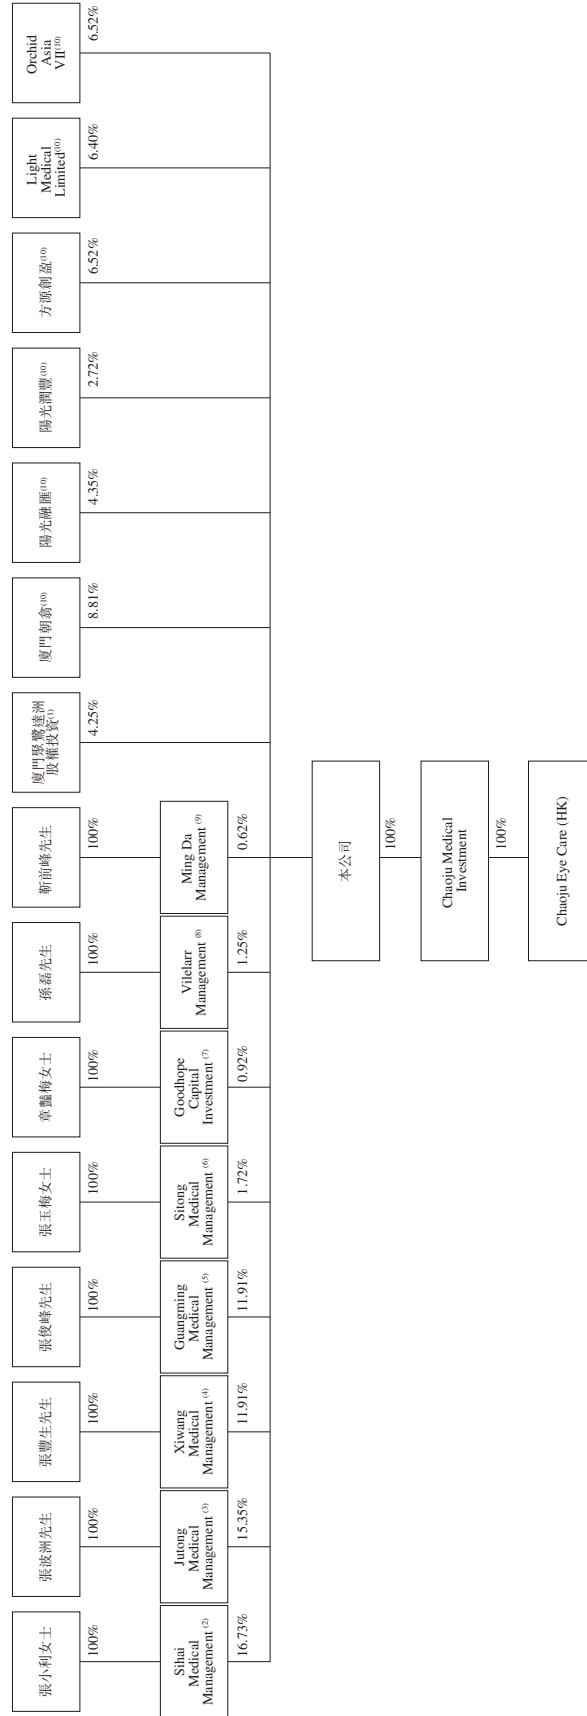 張小利女士
張波洲先生
張豐生先生
張俊峰先生
張玉梅女士
章豔梅女士
孫磊先生
靳前峰先生
廈門聚鷺達洲
股權投資(1)
廈門朝翕(10)
陽光融匯(10)
陽光潤豐(10)
方源創盈(10)
Light
Medical
Limited(10)
Orchid
Asia
VII(10)
100%
100%
100%
100%
100%
100%
100%
100%
4.25%
8.81%
4.35%
2.72%
6.52%
6.40%
6.52%
Sihai
Medical
Management (2)
Jutong
Medical
Management (3)
Xiwang
Medical
Management (4)
Guangming
Medical
Management (5)
Sitong
Medical
Management (6)
Goodhope
Capital
Investment (7)
Vilelarr
Management (8)
Ming Da
Management (9)
16.73%
15.35%
11.91%
11.91%
1.72%
0.92%
1.25%
0.62%
本公司
100%
Chaoju Medical
Investment
100%
Chaoju Eye Care (HK)